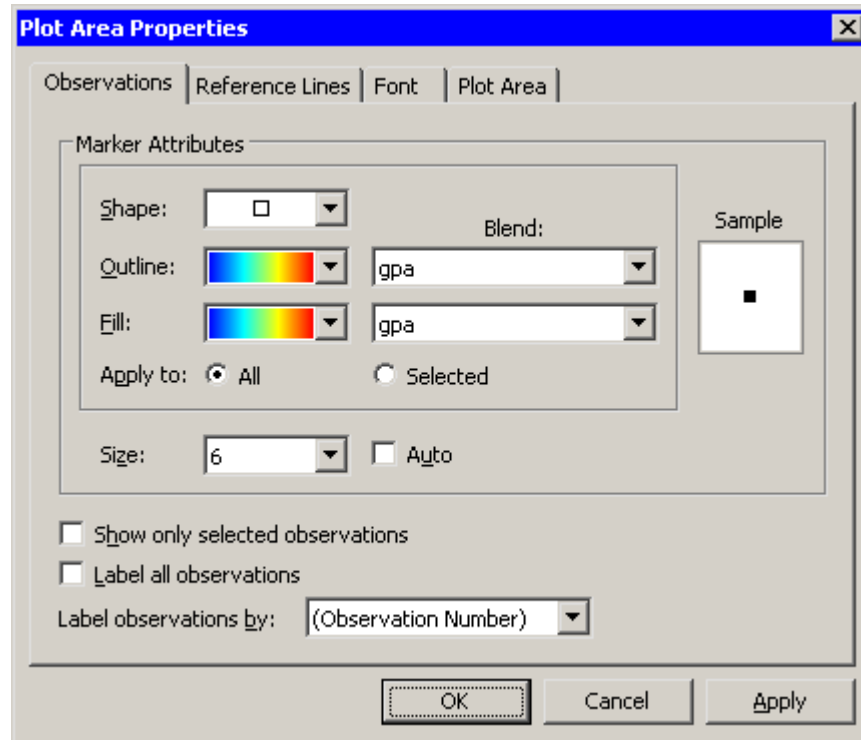 Plot Area Properties
Observations Reference Lines Font Plot Area
Marker Attributes
Shape:
Blend:
Sample
Outline: gpa
Fill: gpa
Apply to: All Selected
Size: 6 Auto
Show only selected observations
Label all observations
Label observations by: (Observation Number)
OK Cancel Apply